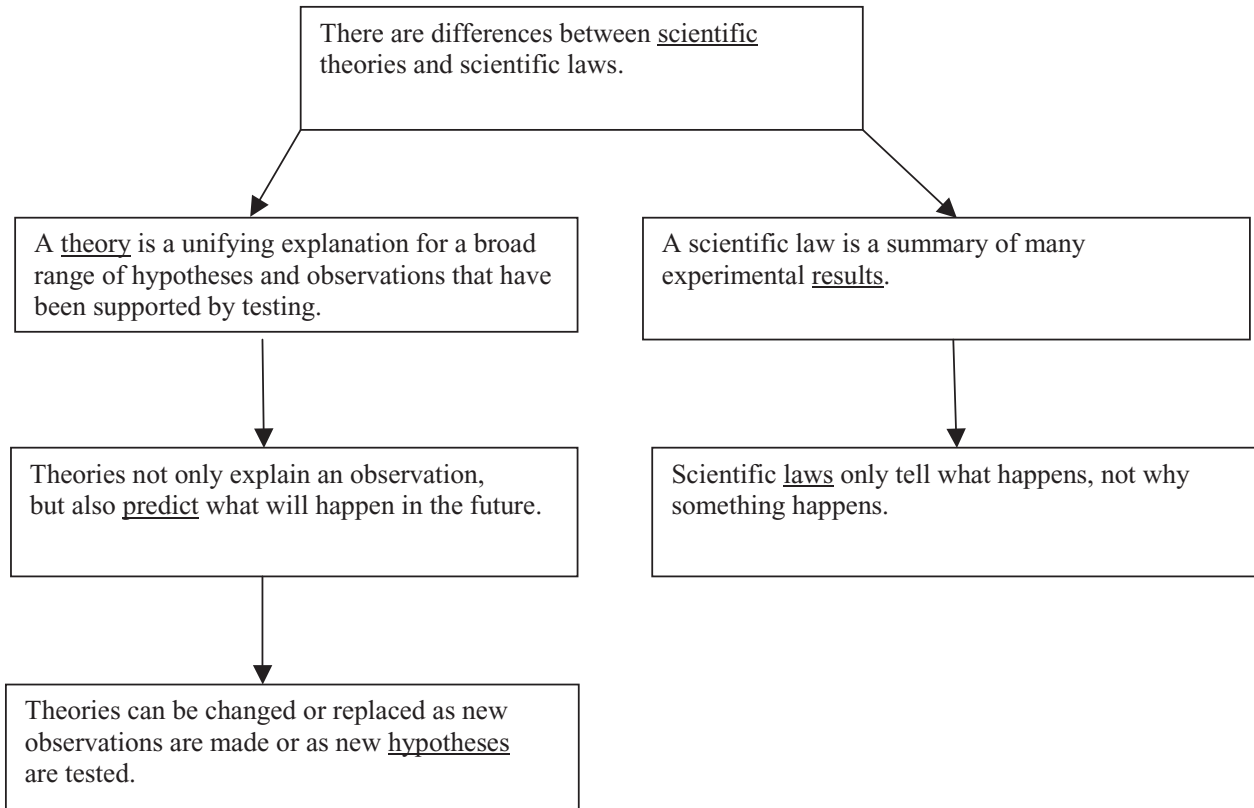 There are differences between scientific
theories and scientific laws.
A theory is a unifying explanation for a broad
range of hypotheses and observations that have
been supported by testing.
A scientific law is a summary of many
experimental results.
Theories not only explain an observation,
but also predict what will happen in the future.
Scientific laws only tell what happens, not why
something happens.
Theories can be changed or replaced as new
observations are made or as new hypotheses
are tested.